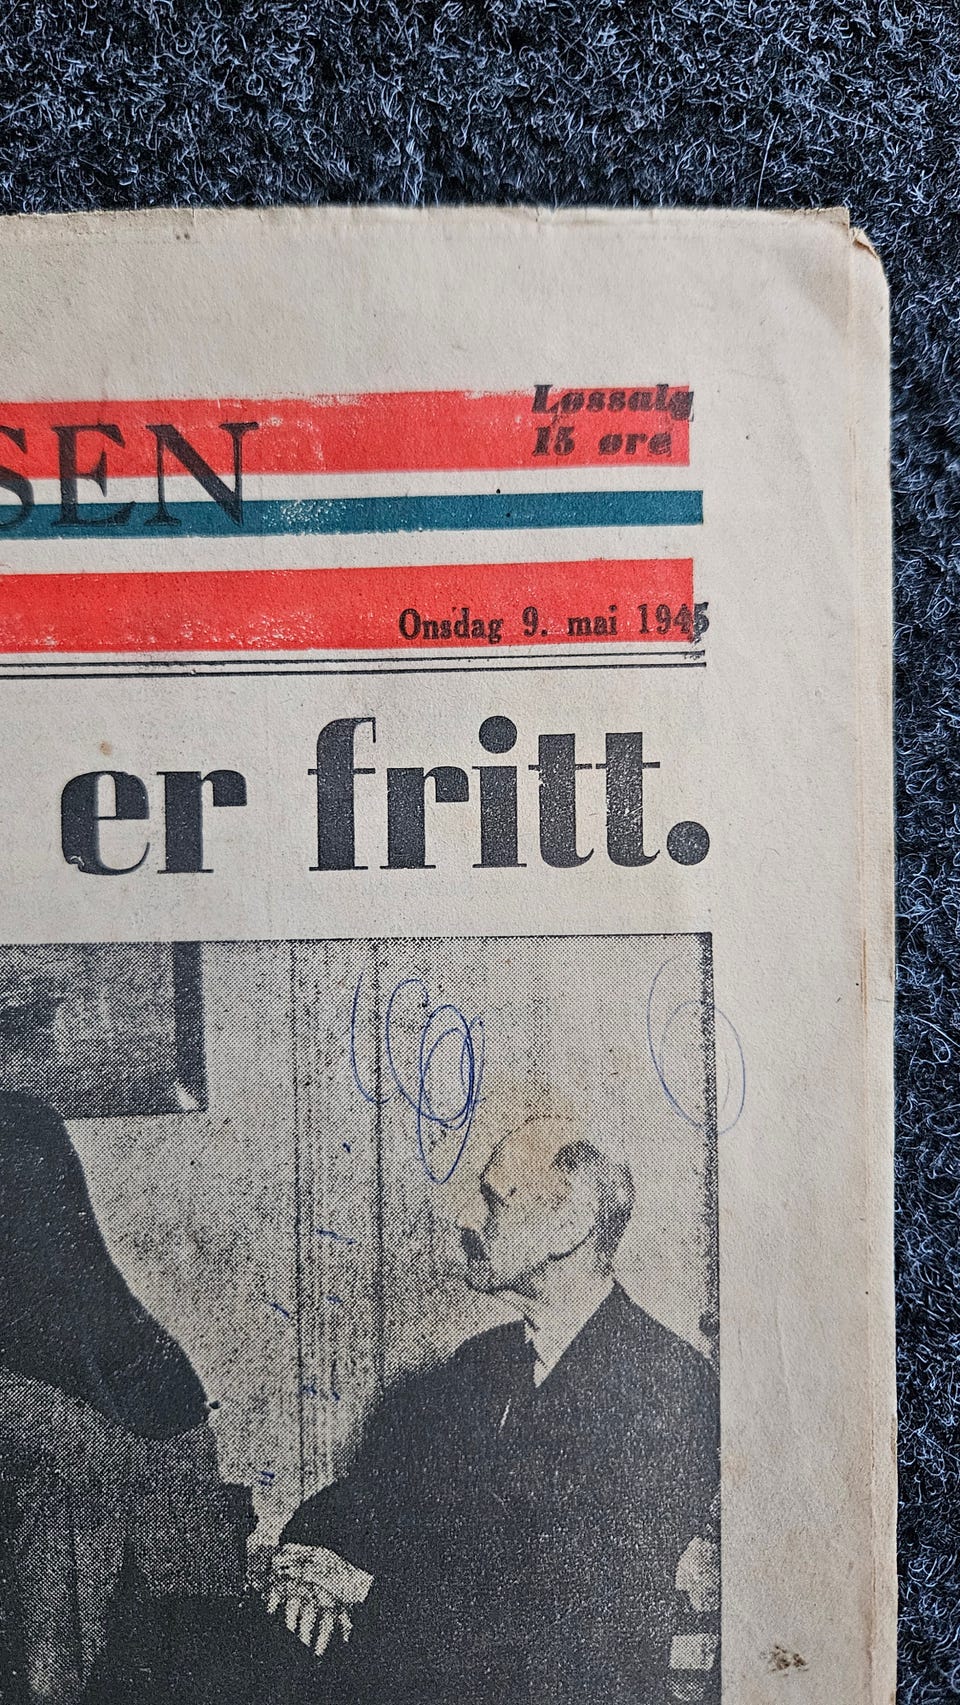 SEN
Løssalg
15 øre
Onsdag 9. mai 1945
er fritt.